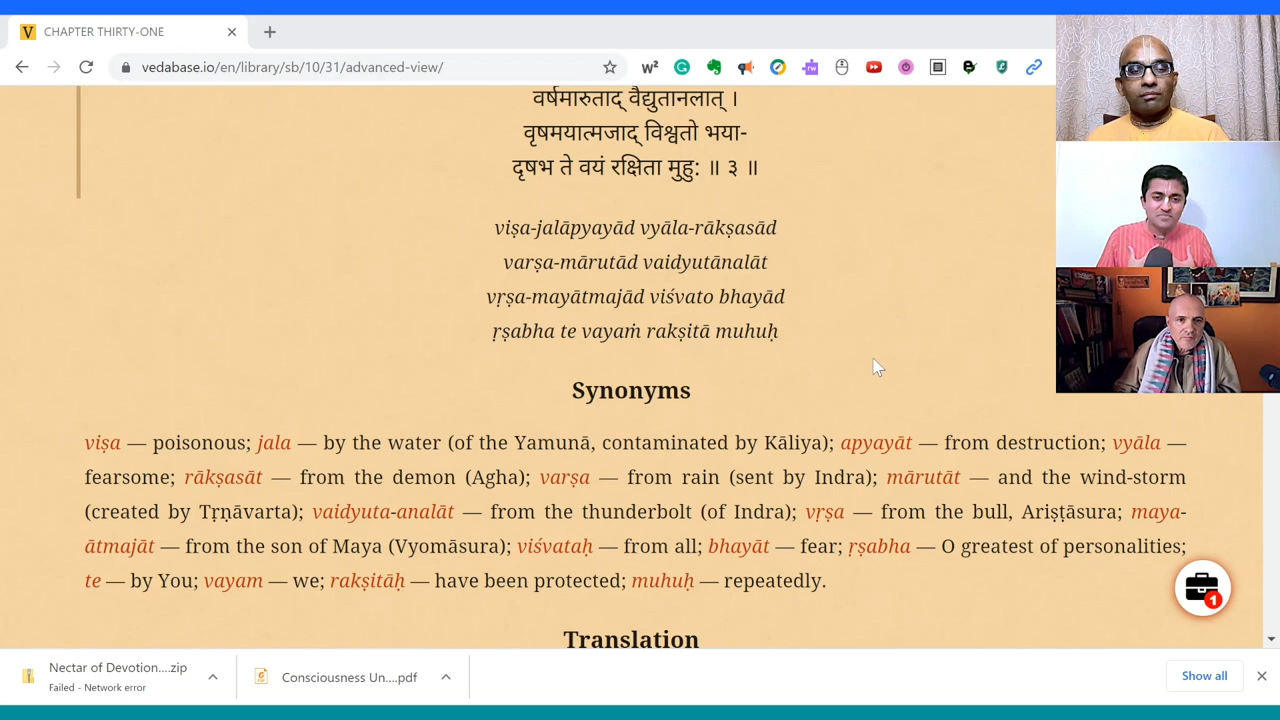 CHAPTER THIRTY-ONE
vedabase.io/en/library/sb/10/31/advanced-view/
वर्षमारुताद् वैद्युतानलात् ।
वृषमयात्मजाद् विश्वतो भया-
दृषभ ते वयं रक्षिता मुहु: ॥ ३ ॥
viṣa-jalāpyayād vyāla-rākṣasād
varṣa-mārutād vaidyutānalāt
vṛṣa-mayātmajād viśvato bhayād
ṛṣabha te vayaṁ rakṣitā muhuḥ
Synonyms
viṣa — poisonous; jala — by the water (of the Yamunā, contaminated by Kāliya); apyayāt — from destruction; vyāla —
fearsome; rākṣasāt — from the demon (Agha); varṣa — from rain (sent by Indra); mārutāt — and the wind-storm
(created by Tṛṇāvarta); vaidyuta-analāt — from the thunderbolt (of Indra); vṛṣa — from the bull, Ariṣṭāsura; maya-
ātmajāt — from the son of Maya (Vyomāsura); viśvataḥ — from all; bhayāt — fear; ṛṣabha — O greatest of personalities;
te — by You; vayam — we; rakṣitāḥ — have been protected; muhuḥ — repeatedly.
1
Translation
Nectar of Devotion....zip
Failed - Network error
Consciousness Un....pdf
Show all